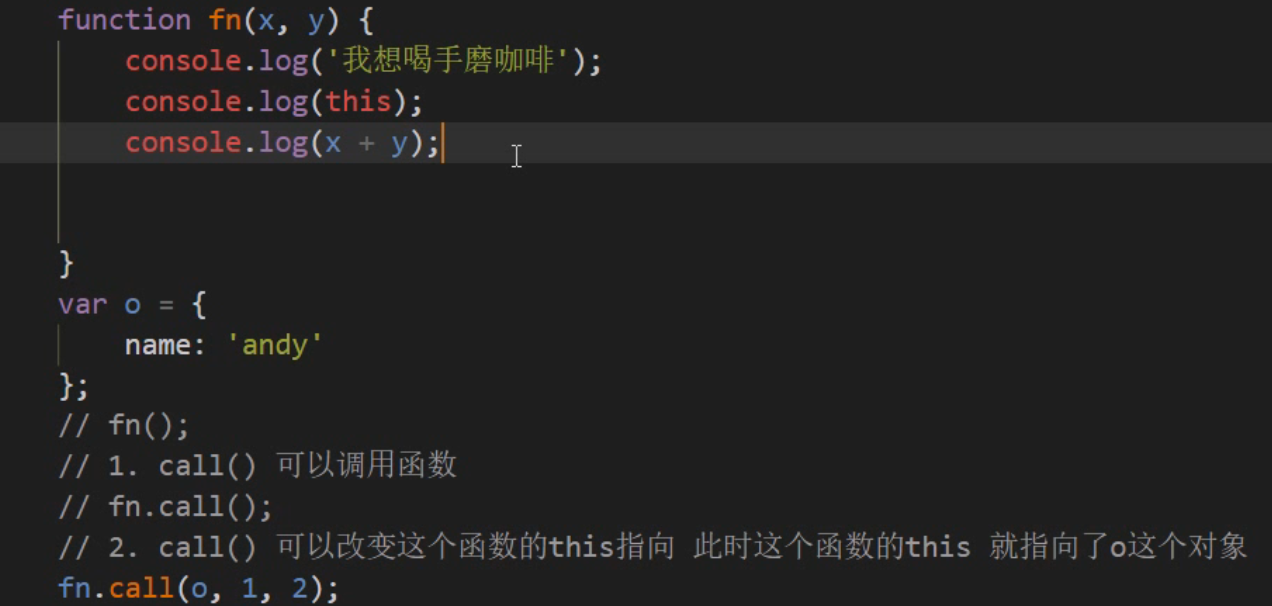 function fn(x, y) {
    console.log('我想喝手磨咖啡');
    console.log(this);
    console.log(x + y);
}
var o = {
    name: 'andy'
};
// fn();
// 1. call() 可以调用函数
// fn.call();
// 2. call() 可以改变这个函数的this指向 此时这个函数的this 就指向了o这个对象
fn.call(o, 1, 2);